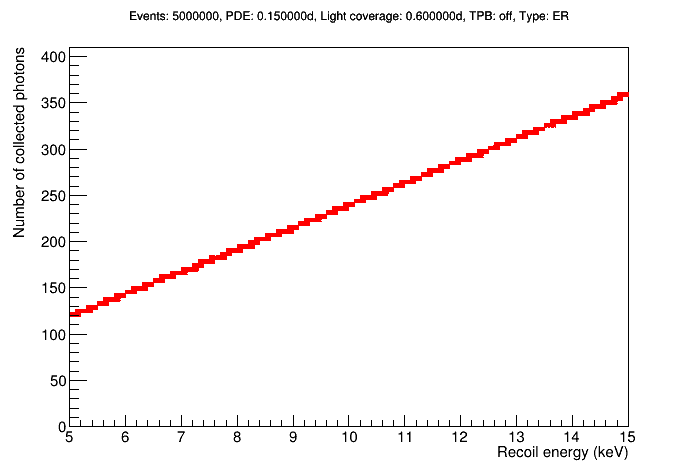 Events: 5000000, PDE: 0.150000d, Light coverage: 0.600000d, TPB: off, Type: ER
Number of collected photons
400
350
300
250
200
150
100
50
0
5 6 7 8 9 10 11 12 13 14 15
Recoil energy (keV)